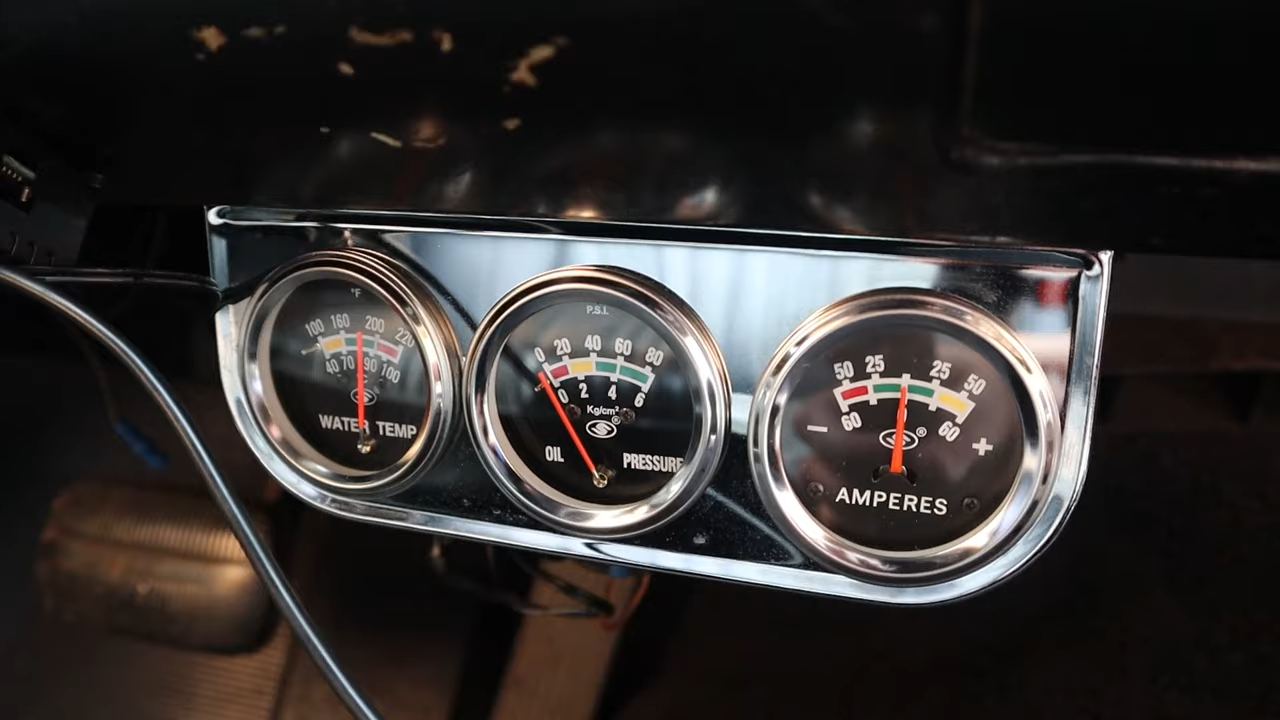 °F
100 160 200 220
40 70 90 100
°C
WATER TEMP
P.S.I.
0 20 40 60 80
0 2 4 6
Kg/cm²
®
OIL PRESSURE
50 25 25 50
60 60
− +
®
AMPERES